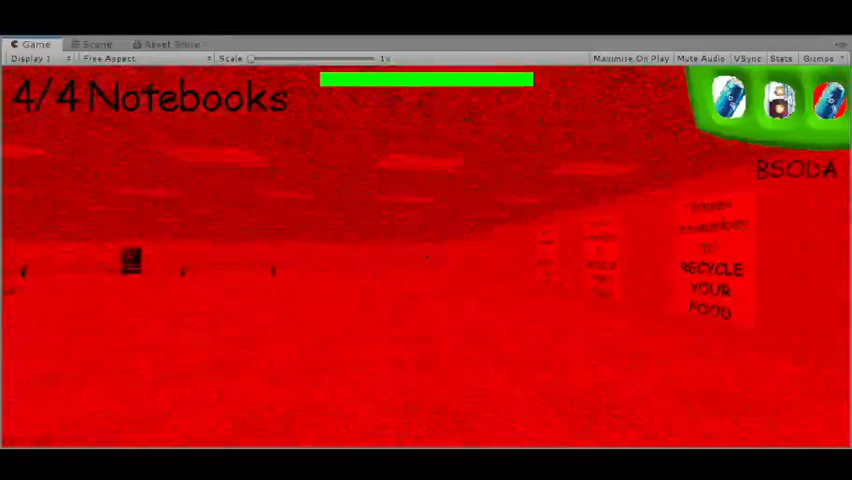 Game Scene Asset Store
Display 1 Free Aspect Scale 1x Maximize On Play Mute Audio VSync Stats Gizmos
4/4 Notebooks
BSODA
TO
RECYCLE
YOUR
FOOD